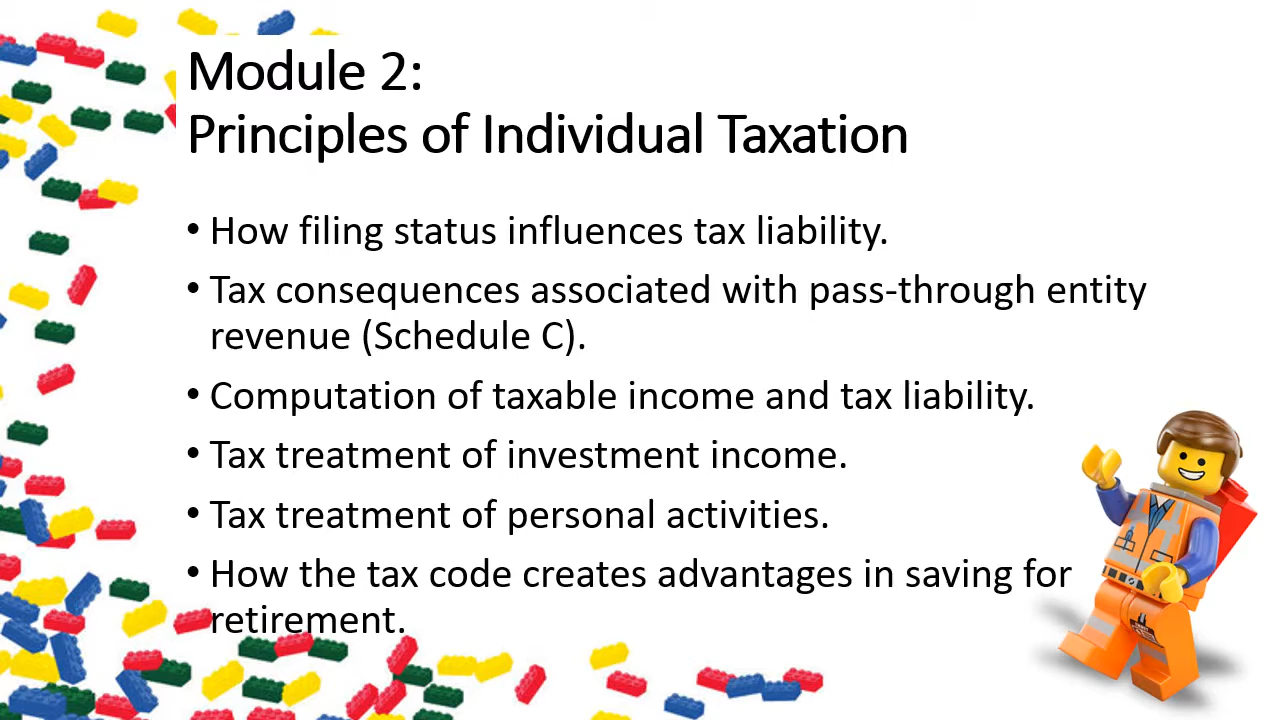 Module 2:
Principles of Individual Taxation
• How filing status influences tax liability.
• Tax consequences associated with pass-through entity
revenue (Schedule C).
• Computation of taxable income and tax liability.
• Tax treatment of investment income.
• Tax treatment of personal activities.
• How the tax code creates advantages in saving for
retirement.